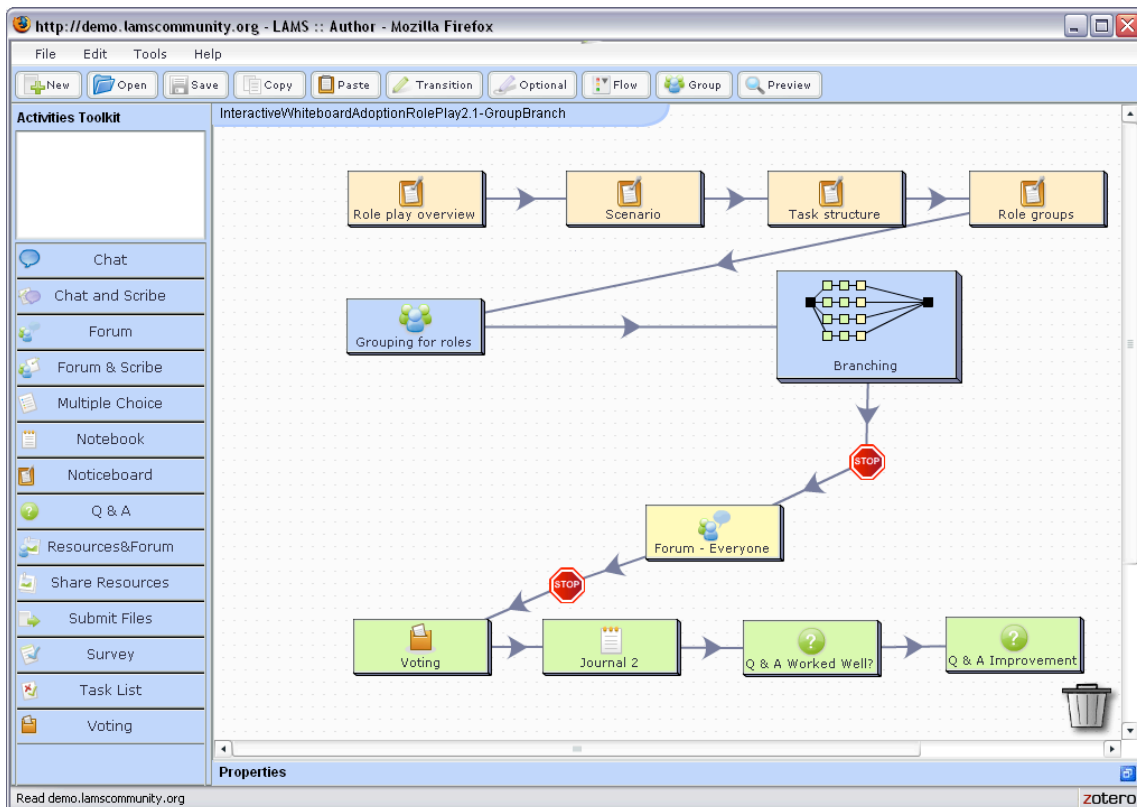 http://demo.lamscommunity.org - LAMS :: Author - Mozilla Firefox
File Edit Tools Help
New Open Save Copy Paste Transition Optional Flow Group Preview
Activities Toolkit
InteractiveWhiteboardAdoptionRolePlay2.1-GroupBranch
Chat
Chat and Scribe
Forum
Forum & Scribe
Multiple Choice
Notebook
Noticeboard
Q & A
Resources&Forum
Share Resources
Submit Files
Survey
Task List
Voting
Role play overview
Scenario
Task structure
Role groups
Grouping for roles
Branching
STOP
Forum - Everyone
STOP
Voting
Journal 2
Q & A Worked Well?
Q & A Improvement
Properties
Read demo.lamscommunity.org
zotero